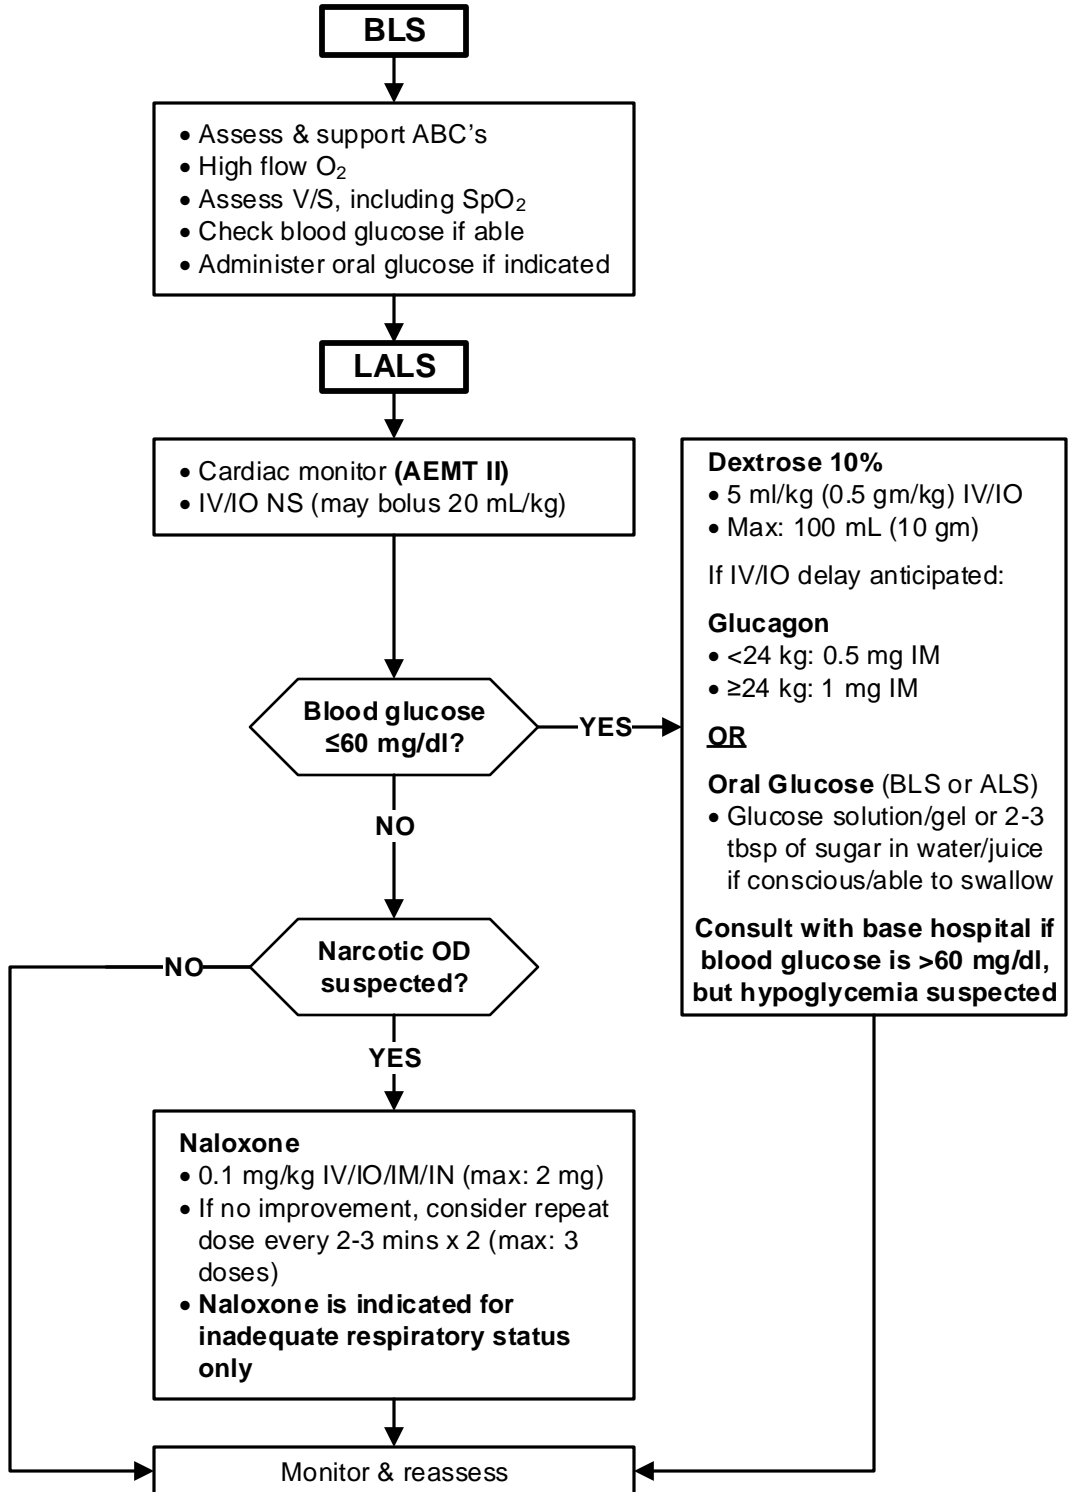 BLS
• Assess & support ABC's
• High flow O₂
• Assess V/S, including SpO₂
• Check blood glucose if able
• Administer oral glucose if indicated
LALS
• Cardiac monitor (AEMT II)
• IV/IO NS (may bolus 20 mL/kg)
Blood glucose
≤60 mg/dl?
YES
Dextrose 10%
• 5 ml/kg (0.5 gm/kg) IV/IO
• Max: 100 mL (10 gm)
If IV/IO delay anticipated:
Glucagon
• <24 kg: 0.5 mg IM
• ≥24 kg: 1 mg IM
OR
Oral Glucose (BLS or ALS)
• Glucose solution/gel or 2-3
tbsp of sugar in water/juice
if conscious/able to swallow
Consult with base hospital if
blood glucose is >60 mg/dl,
but hypoglycemia suspected
NO
Narcotic OD
suspected?
NO
YES
Naloxone
• 0.1 mg/kg IV/IO/IM/IN (max: 2 mg)
• If no improvement, consider repeat
dose every 2-3 mins x 2 (max: 3
doses)
• Naloxone is indicated for
inadequate respiratory status
only
Monitor & reassess